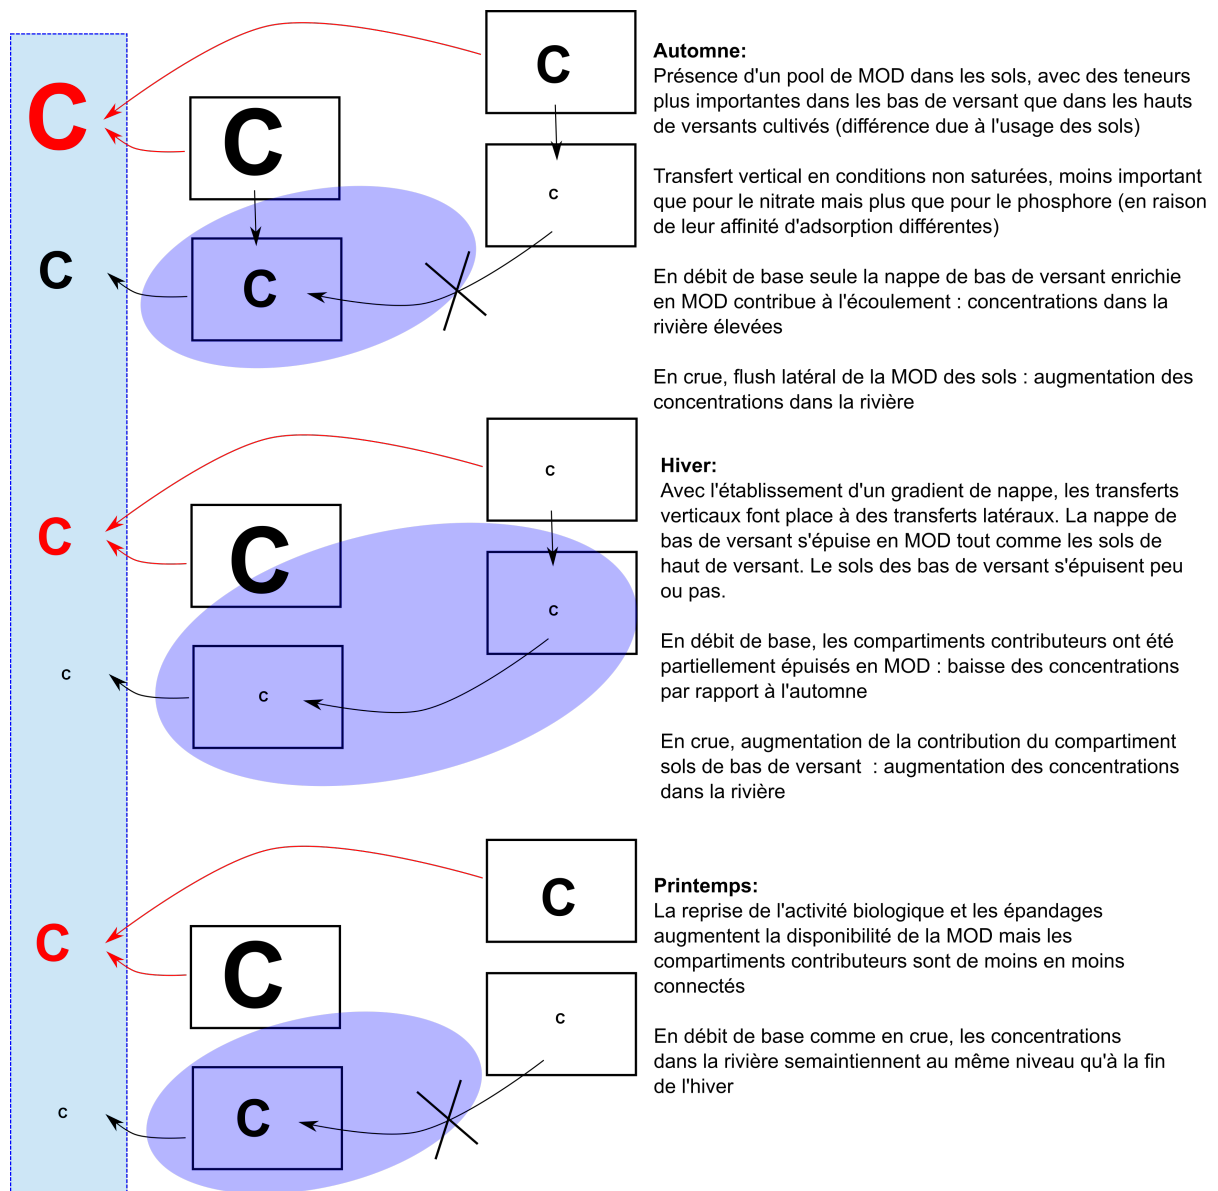 C
Automne:
Présence d'un pool de MOD dans les sols, avec des teneurs
plus importantes dans les bas de versant que dans les hauts
de versants cultivés (différence due à l'usage des sols)
C
C
C
Transfert vertical en conditions non saturées, moins important
que pour le nitrate mais plus que pour le phosphore (en raison
de leur affinité d'adsorption différentes)
C
C
En débit de base seule la nappe de bas de versant enrichie
en MOD contribue à l'écoulement : concentrations dans la
rivière élevées
En crue, flush latéral de la MOD des sols : augmentation des
concentrations dans la rivière
C
Hiver:
Avec l'établissement d'un gradient de nappe, les transferts
verticaux font place à des transferts latéraux. La nappe de
bas de versant s'épuise en MOD tout comme les sols de
haut de versant. Le sols des bas de versant s'épuisent peu
ou pas.
C
C
C
C
C
En débit de base, les compartiments contributeurs ont été
partiellement épuisés en MOD : baisse des concentrations
par rapport à l'automne
En crue, augmentation de la contribution du compartiment
sols de bas de versant : augmentation des concentrations
dans la rivière
C
Printemps:
La reprise de l'activité biologique et les épandages
augmentent la disponibilité de la MOD mais les
compartiments contributeurs sont de moins en moins
connectés
C
C
C
C
C
En débit de base comme en crue, les concentrations
dans la rivière semaintiennent au même niveau qu'à la fin
de l'hiver